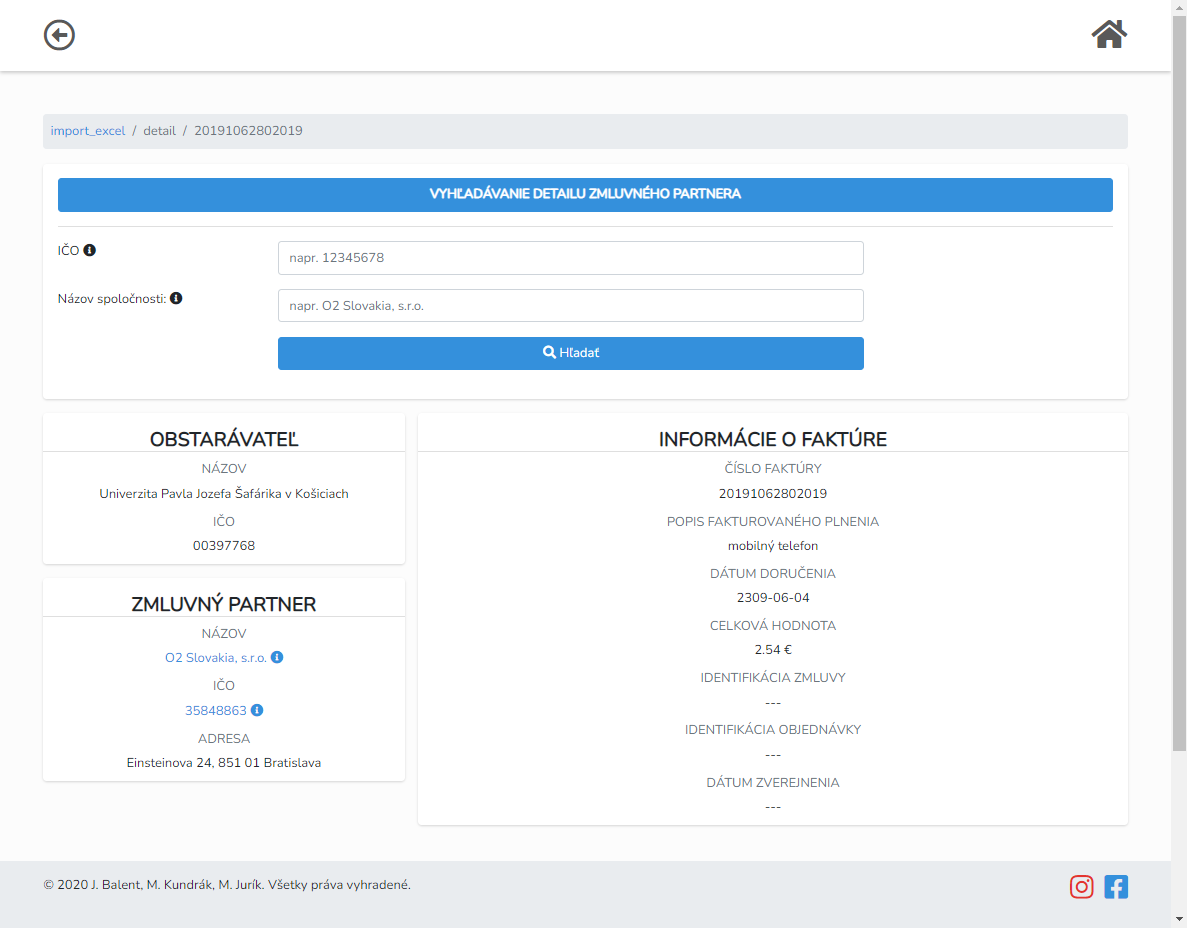 import_excel / detail / 20191062802019
VYHĽADÁVANIE DETAILU ZMLUVNÉHO PARTNERA
IČO
napr. 12345678
Názov spoločnosti:
napr. O2 Slovakia, s.r.o.
Hľadať
OBSTARÁVATEĽ
NÁZOV
Univerzita Pavla Jozefa Šafárika v Košiciach
IČO
00397768
ZMLUVNÝ PARTNER
NÁZOV
O2 Slovakia, s.r.o.
IČO
35848863
ADRESA
Einsteinova 24, 851 01 Bratislava
INFORMÁCIE O FAKTÚRE
ČÍSLO FAKTÚRY
20191062802019
POPIS FAKTUROVANÉHO PLNENIA
mobilný telefon
DÁTUM DORUČENIA
2309-06-04
CELKOVÁ HODNOTA
2.54 €
IDENTIFIKÁCIA ZMLUVY
---
IDENTIFIKÁCIA OBJEDNÁVKY
---
DÁTUM ZVEREJNENIA
---
© 2020 J. Balent, M. Kundrák, M. Jurík. Všetky práva vyhradené.